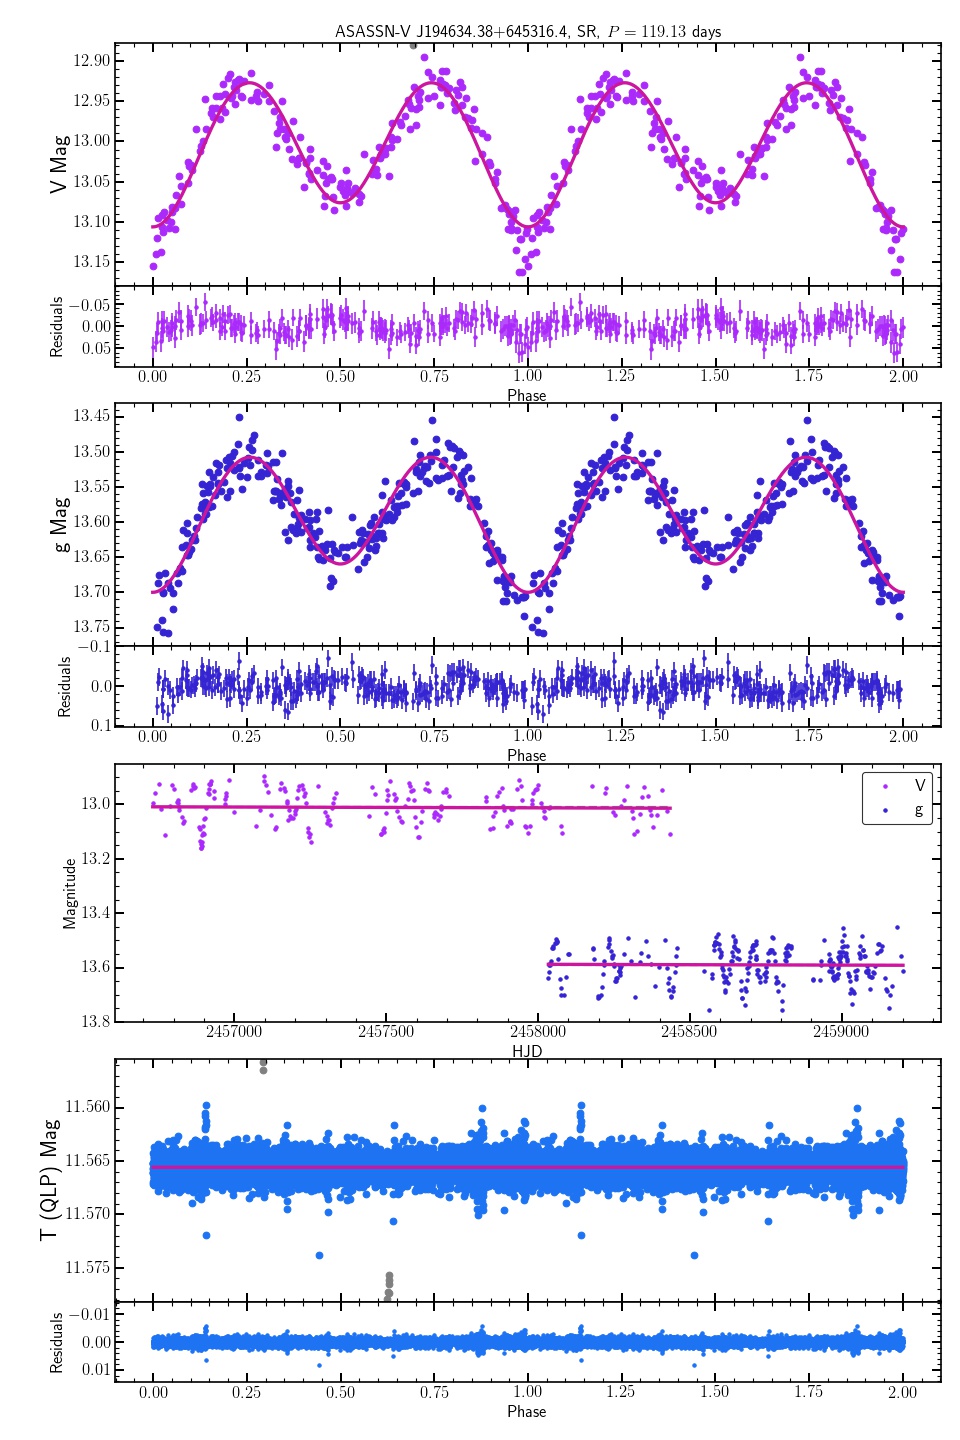 ASASSN-V J194634.38+645316.4, SR, P = 119.13 days
V Mag
12.90
12.95
13.00
13.05
13.10
13.15
Residuals
−0.05
0.00
0.05
0.00 0.25 0.50 0.75 1.00 1.25 1.50 1.75 2.00
Phase
g Mag
13.45
13.50
13.55
13.60
13.65
13.70
13.75
Residuals
−0.1
0.0
0.1
0.00 0.25 0.50 0.75 1.00 1.25 1.50 1.75 2.00
Phase
Magnitude
13.0
13.2
13.4
13.6
13.8
V
g
2457000 2457500 2458000 2458500 2459000
HJD
T (QLP) Mag
11.560
11.565
11.570
11.575
Residuals
−0.01
0.00
0.01
0.00 0.25 0.50 0.75 1.00 1.25 1.50 1.75 2.00
Phase